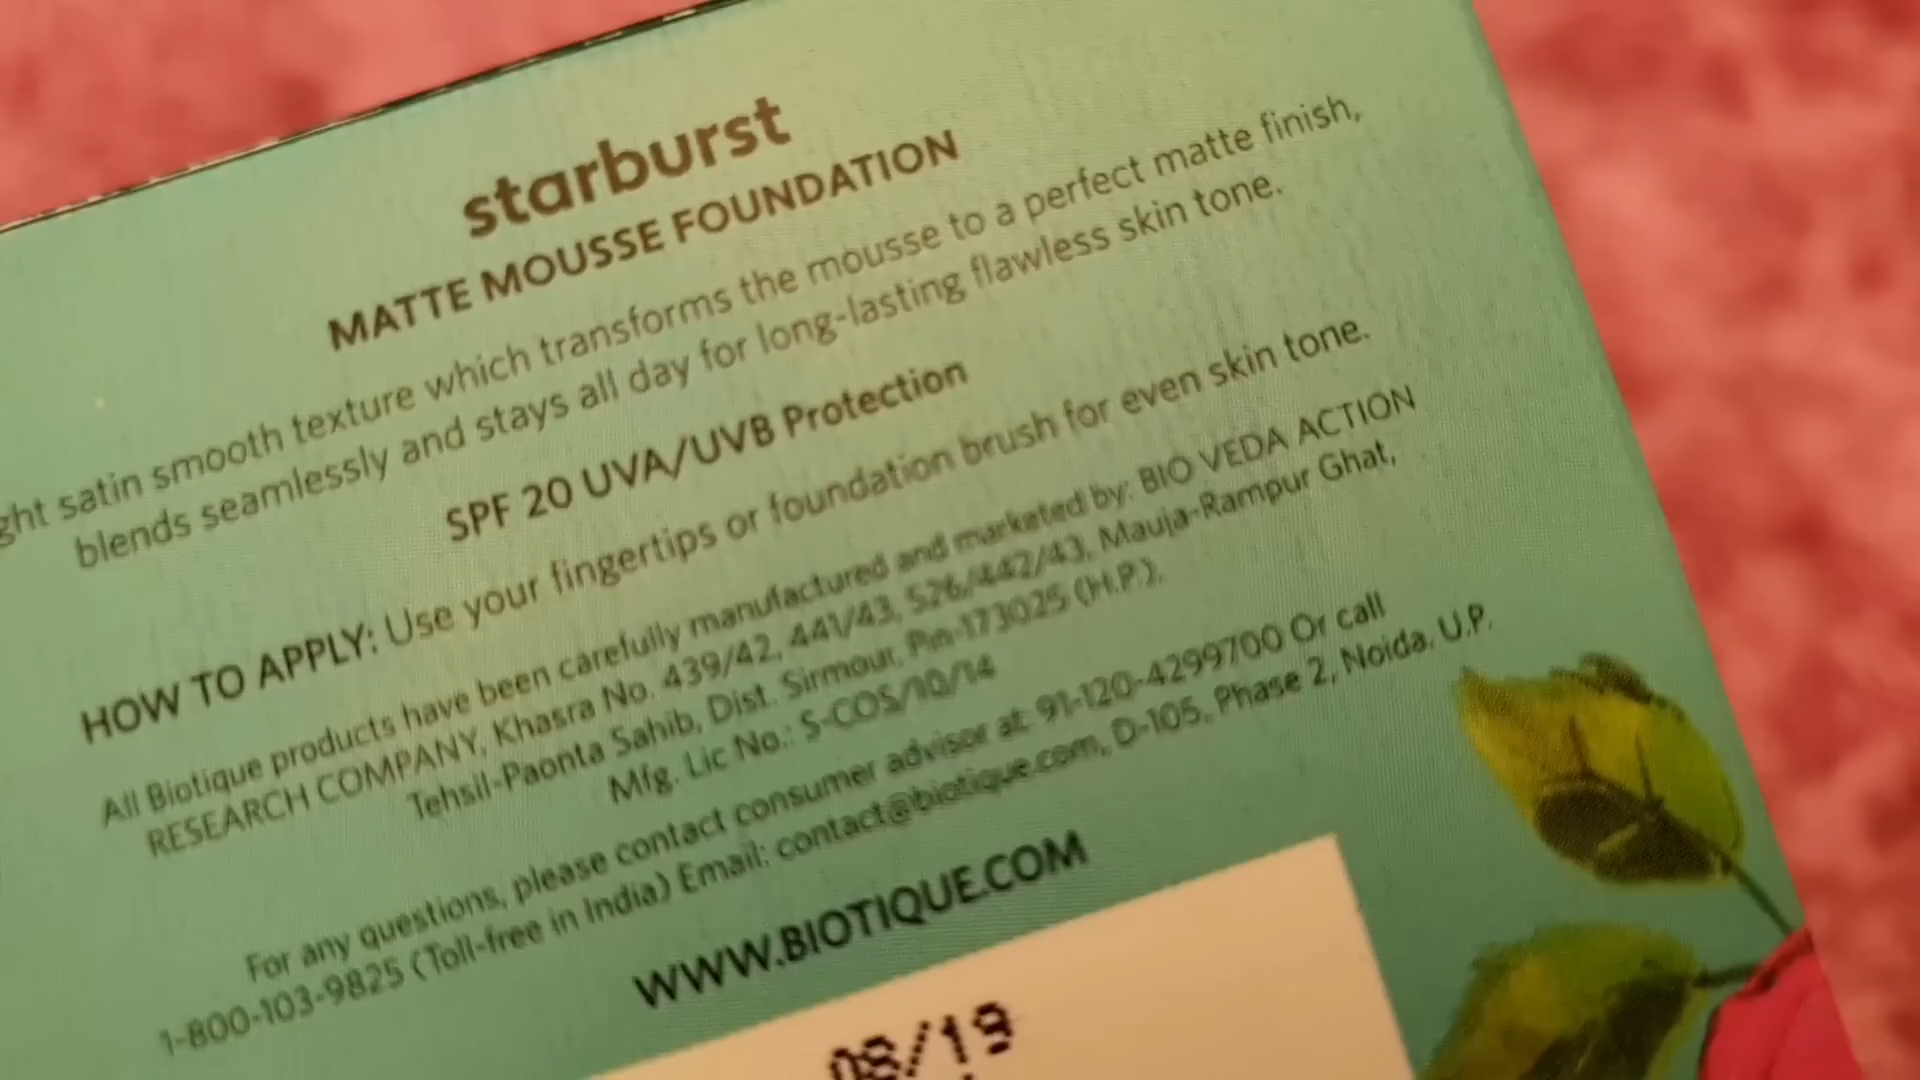 starburst
MATTE MOUSSE FOUNDATION
satin smooth texture which transforms the mousse to a perfect matte finish,
blends seamlessly and stays all day for long-lasting flawless skin tone.
SPF 20 UVA/UVB Protection
HOW TO APPLY: Use your fingertips or foundation brush for even skin tone.
All Biotique products have been carefully manufactured and marketed by: BIO VEDA ACTION
RESEARCH COMPANY, Khasra No. 439/42, 441/43, 526/442/43, Mauja-Rampur Ghat,
Tehsil-Paonta Sahib, Dist. Sirmour, Pin-173025 (H.P.).
Mfg. Lic No.: S-COS/10/14
For any questions, please contact consumer advisor at: 91-120-4299700 Or call
1-800-103-9825 (Toll-free in India) Email: contact@biotique.com, D-105, Phase 2, Noida, U.P.
WWW.BIOTIQUE.COM
08/19